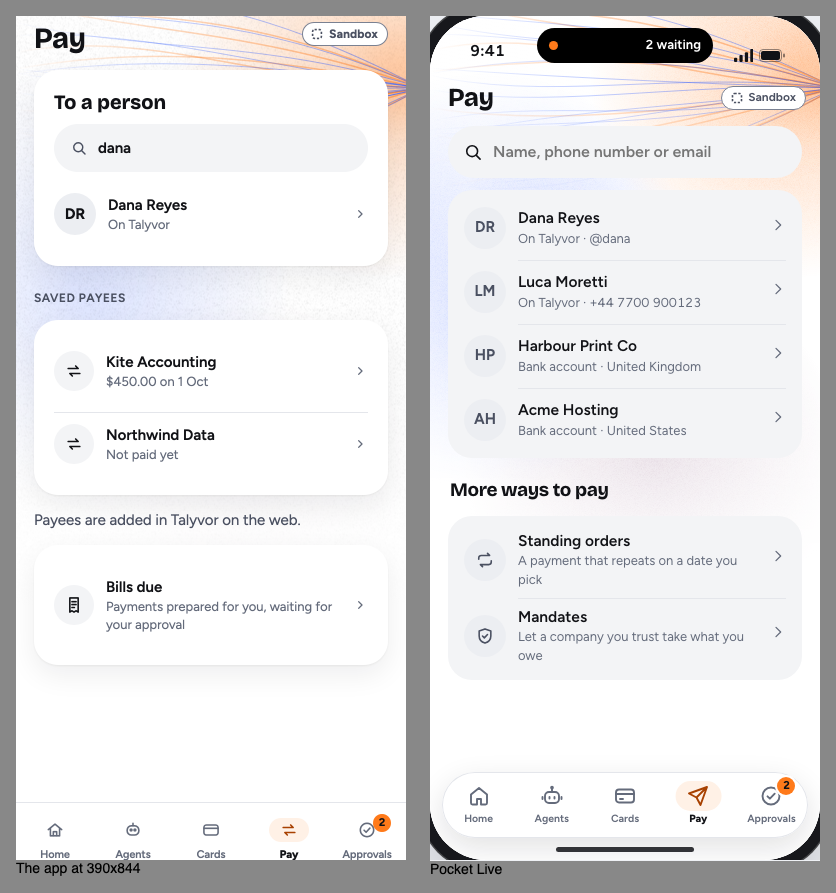 Pay
Sandbox
To a person
dana
DR
Dana Reyes
On Talyvor
SAVED PAYEES
Kite Accounting
$450.00 on 1 Oct
Northwind Data
Not paid yet
Payees are added in Talyvor on the web.
Bills due
Payments prepared for you, waiting for
your approval
2
Home
Agents
Cards
Pay
Approvals
The app at 390x844
9:41
2 waiting
Pay
Sandbox
Name, phone number or email
DR
Dana Reyes
On Talyvor · @dana
LM
Luca Moretti
On Talyvor · +44 7700 900123
HP
Harbour Print Co
Bank account · United Kingdom
AH
Acme Hosting
Bank account · United States
More ways to pay
Standing orders
A payment that repeats on a date you
pick
Mandates
Let a company you trust take what you
owe
2
Home
Agents
Cards
Pay
Approvals
Pocket Live